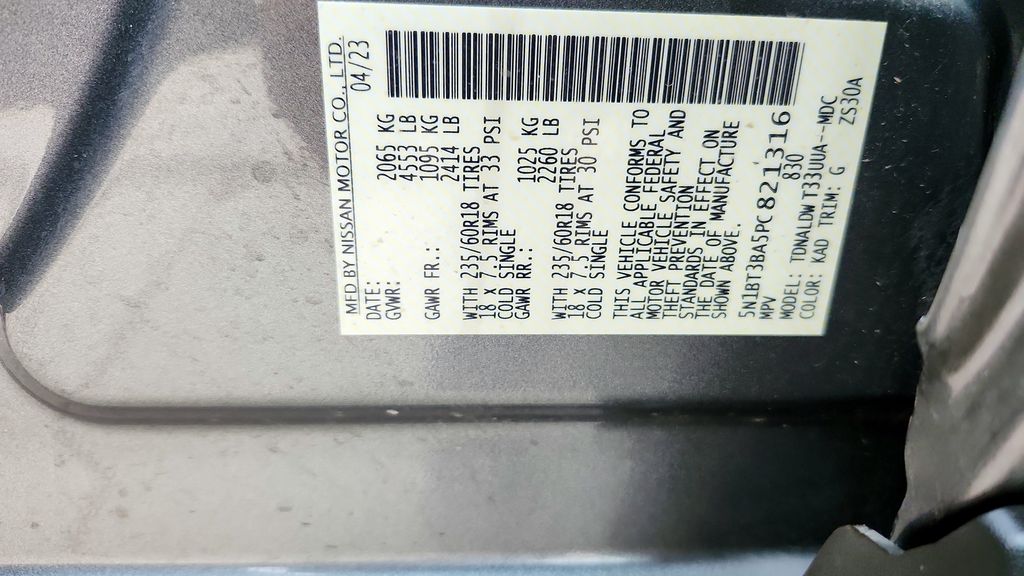 MFD BY NISSAN MOTOR CO., LTD.
DATE: 04/23
GVWR: 2065 KG
4553 LB
GAWR FR.: 1095 KG
2414 LB
WITH 235/60R18 TIRES
18 X 7.5 RIMS AT 33 PSI
COLD SINGLE
GAWR RR.: 1025 KG
2260 LB
WITH 235/60R18 TIRES
18 X 7.5 RIMS AT 30 PSI
COLD SINGLE
THIS VEHICLE CONFORMS TO
ALL APPLICABLE FEDERAL
MOTOR VEHICLE SAFETY AND
THEFT PREVENTION
STANDARDS IN EFFECT ON
THE DATE OF MANUFACTURE
SHOWN ABOVE.
5N1BT3BA5PC821316
MPV 830
MODEL: TDNALDW T33UUA--MDC
COLOR: KAD TRIM: G ZS30A